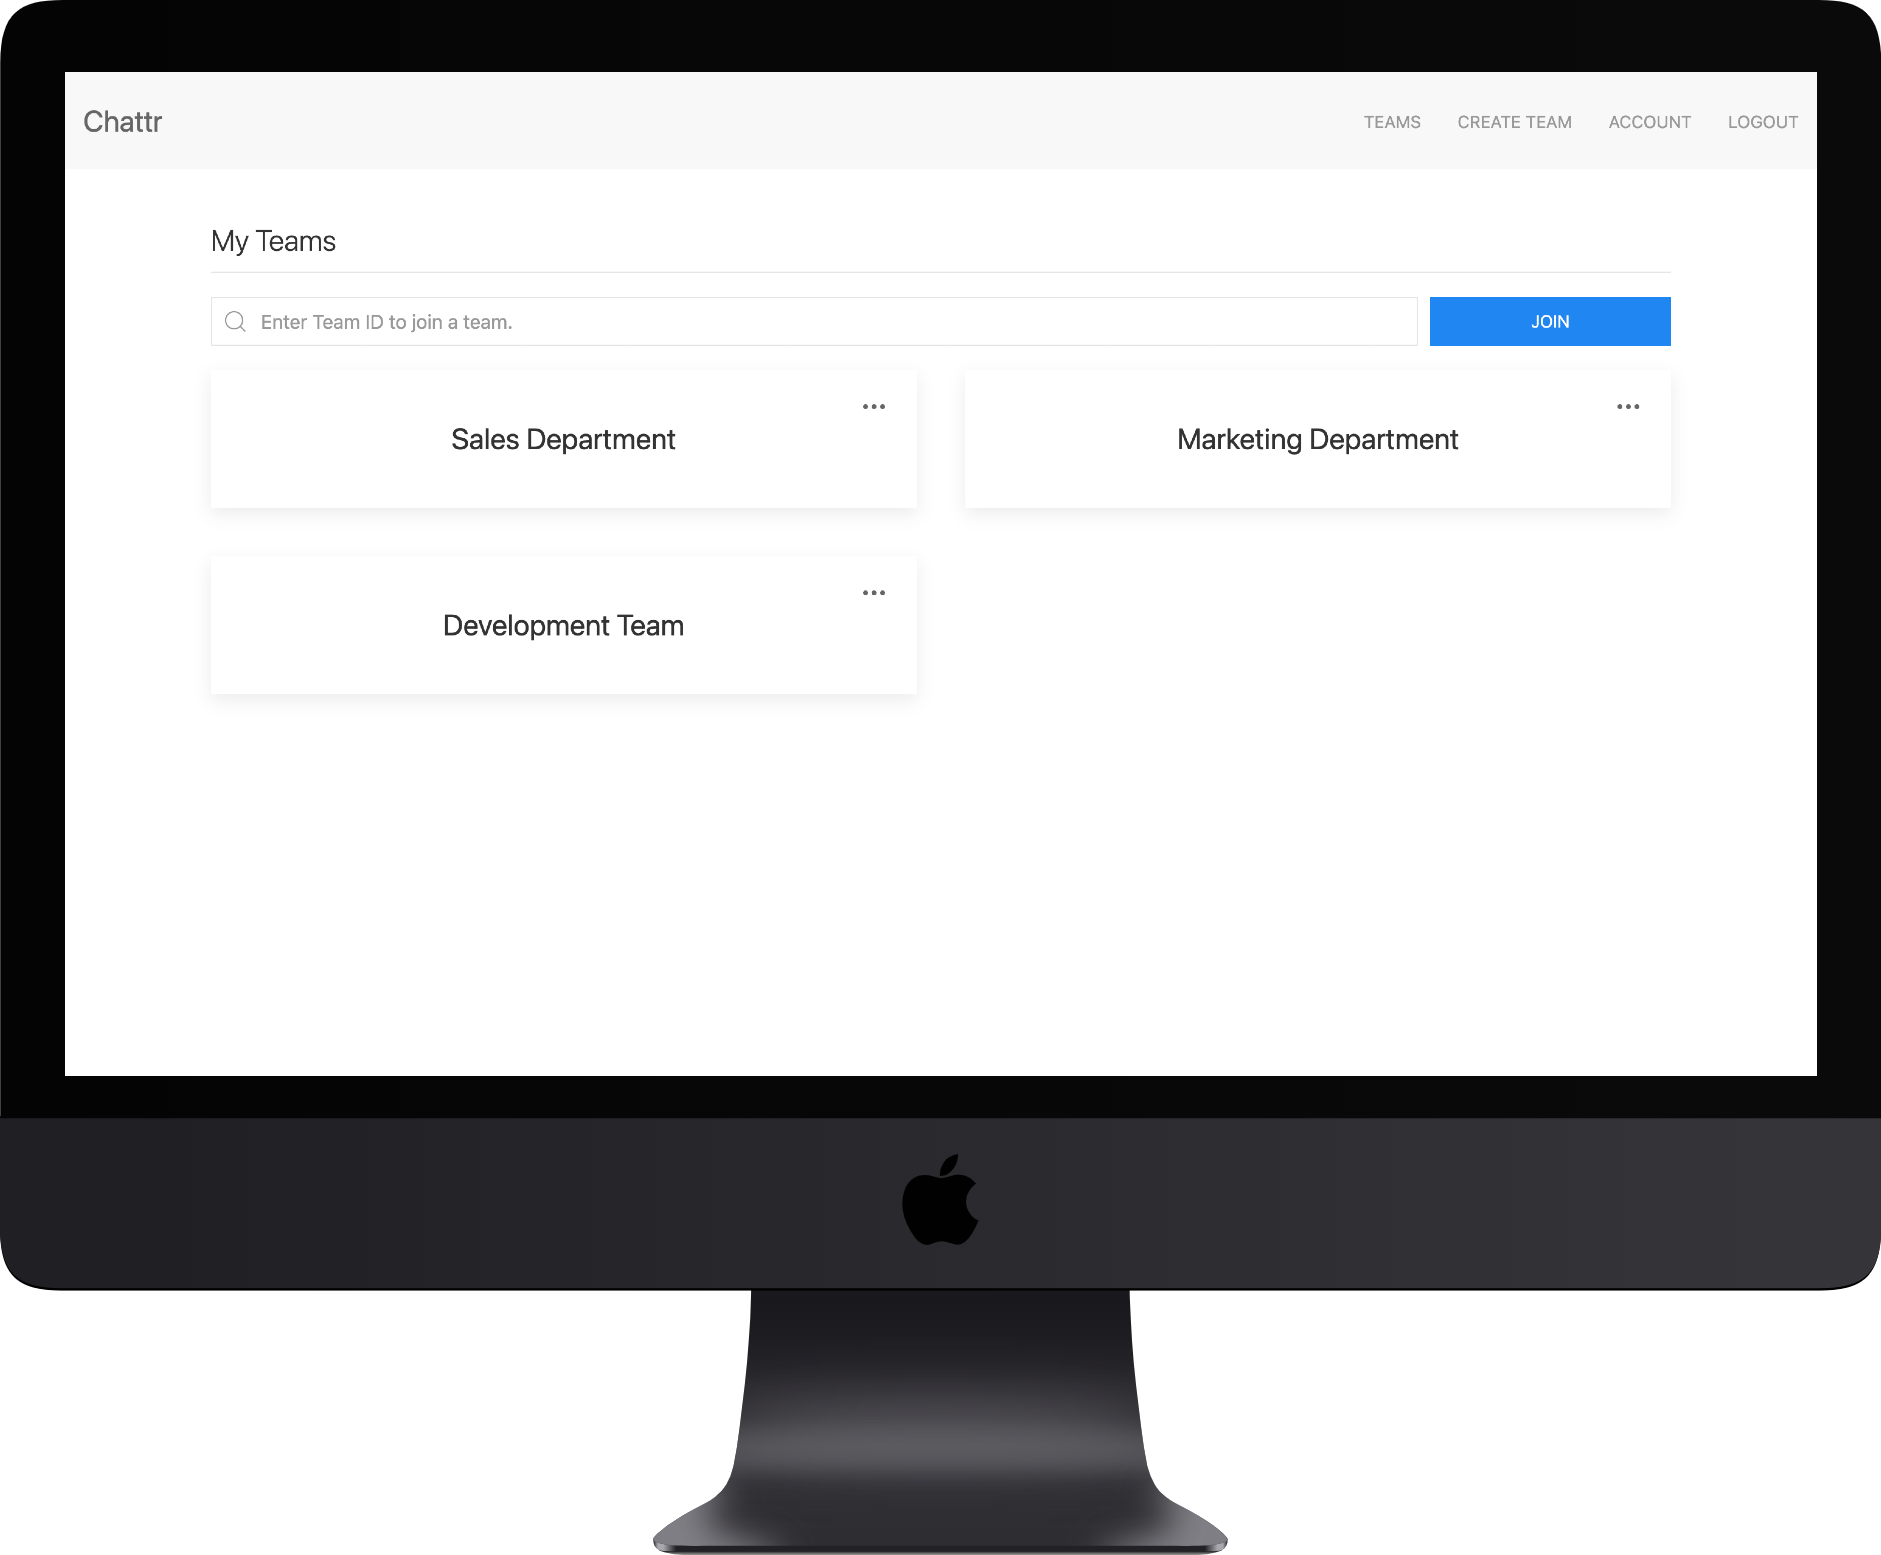 Chattr
TEAMS
CREATE TEAM
ACCOUNT
LOGOUT
My Teams
Enter Team ID to join a team.
JOIN
Sales Department
Marketing Department
Development Team